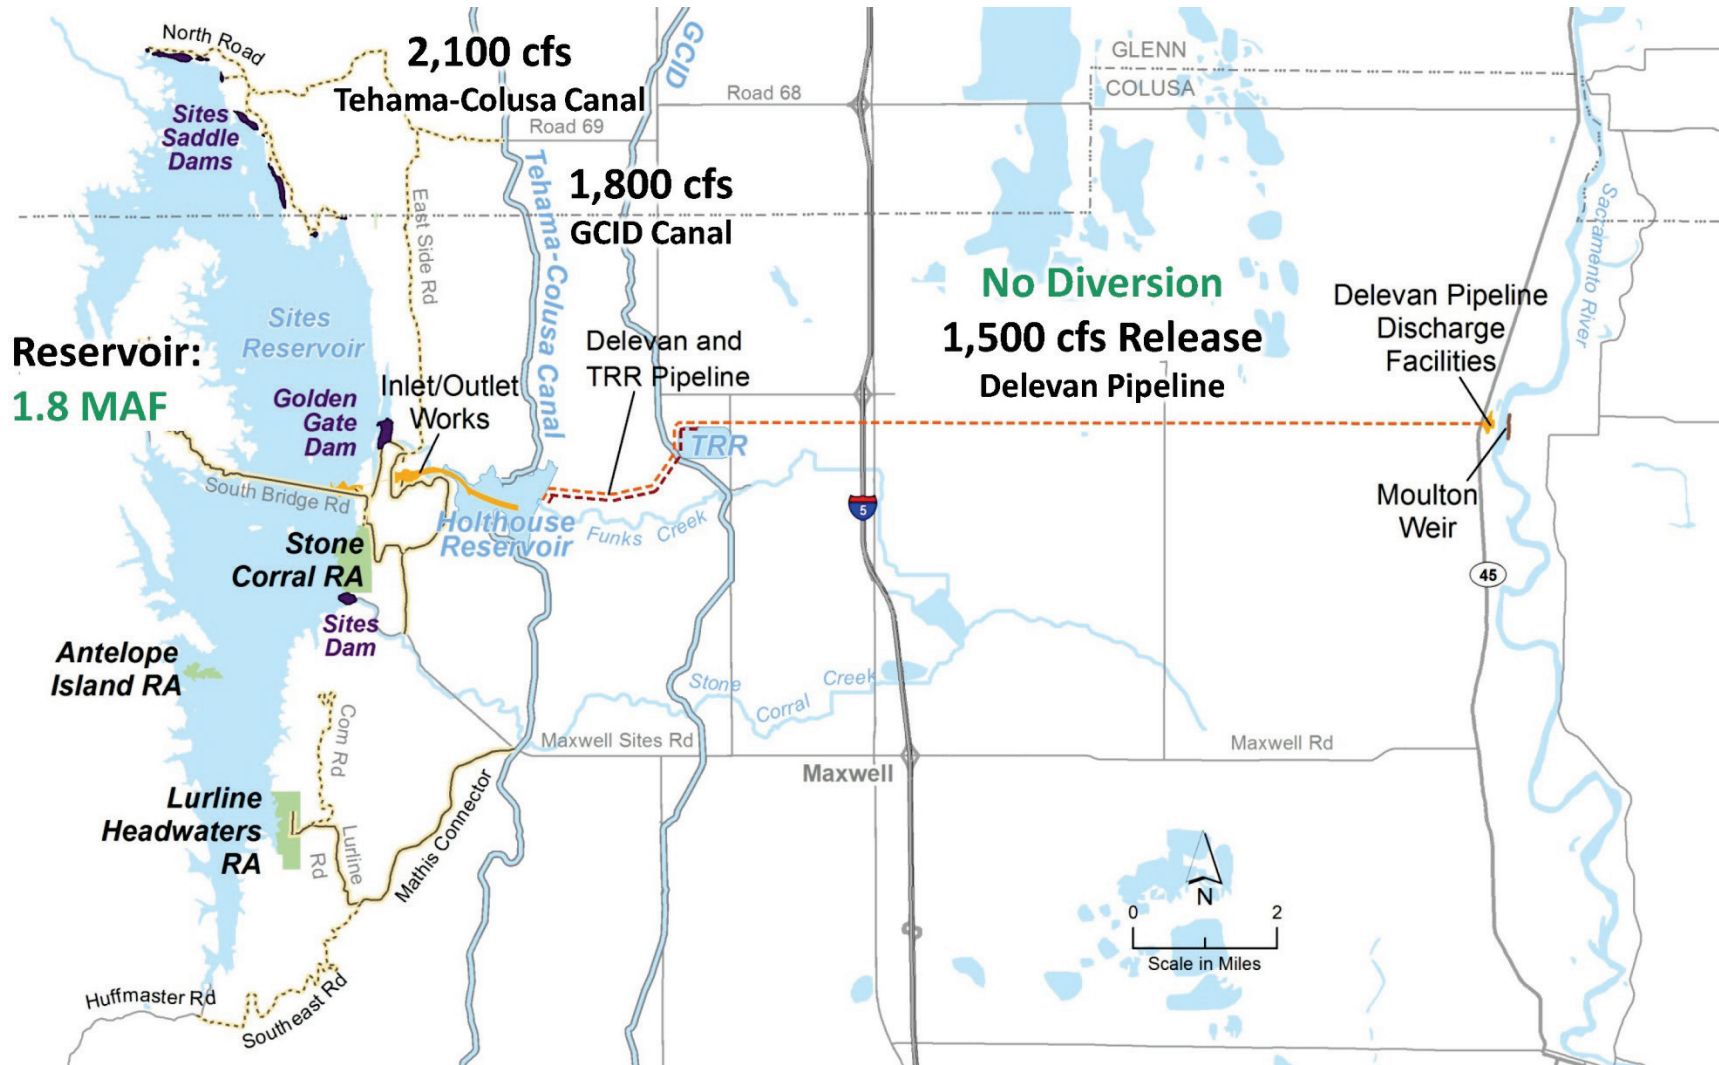 North Road
2,100 cfs
Tehama-Colusa Canal
GCID
Road 68
Road 69
GLENN
COLUSA
Sites
Saddle
Dams
1,800 cfs
GCID Canal
East Side Rd
Tehama-Colusa Canal
Sacramento River
No Diversion
1,500 cfs Release
Delevan Pipeline
Delevan Pipeline
Discharge
Facilities
Sites
Reservoir
Reservoir:
1.8 MAF
Delevan and
TRR Pipeline
Inlet/Outlet
Works
Golden
Gate
Dam
TRR
South Bridge Rd
Holthouse
Reservoir
Funks Creek
5
Moulton
Weir
45
Stone
Corral RA
Sites
Dam
Antelope
Island RA
Stone Corral Creek
Com Rd
Maxwell Sites Rd
Maxwell Rd
Maxwell
Mathis Connector
Lurline
Headwaters
RA
Lurline Rd
N
0 2
Scale in Miles
Huffmaster Rd
Southeast Rd